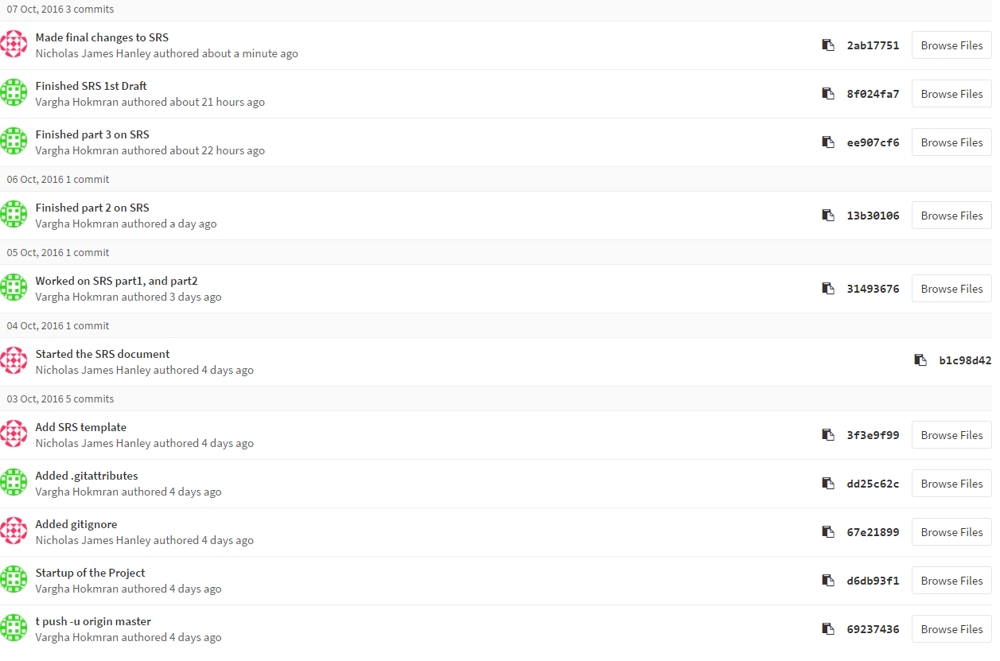 07 Oct, 2016 3 commits
Made final changes to SRS
Nicholas James Hanley authored about a minute ago
2ab17751
Browse Files
Finished SRS 1st Draft
Vargha Hokmran authored about 21 hours ago
8f024fa7
Browse Files
Finished part 3 on SRS
Vargha Hokmran authored about 22 hours ago
ee907cf6
Browse Files
06 Oct, 2016 1 commit
Finished part 2 on SRS
Vargha Hokmran authored a day ago
13b30106
Browse Files
05 Oct, 2016 1 commit
Worked on SRS part1, and part2
Vargha Hokmran authored 3 days ago
31493676
Browse Files
04 Oct, 2016 1 commit
Started the SRS document
Nicholas James Hanley authored 4 days ago
b1c98d42
03 Oct, 2016 5 commits
Add SRS template
Nicholas James Hanley authored 4 days ago
3f3e9f99
Browse Files
Added .gitattributes
Vargha Hokmran authored 4 days ago
dd25c62c
Browse Files
Added gitignore
Nicholas James Hanley authored 4 days ago
67e21899
Browse Files
Startup of the Project
Vargha Hokmran authored 4 days ago
d6db93f1
Browse Files
t push -u origin master
Vargha Hokmran authored 4 days ago
69237436
Browse Files